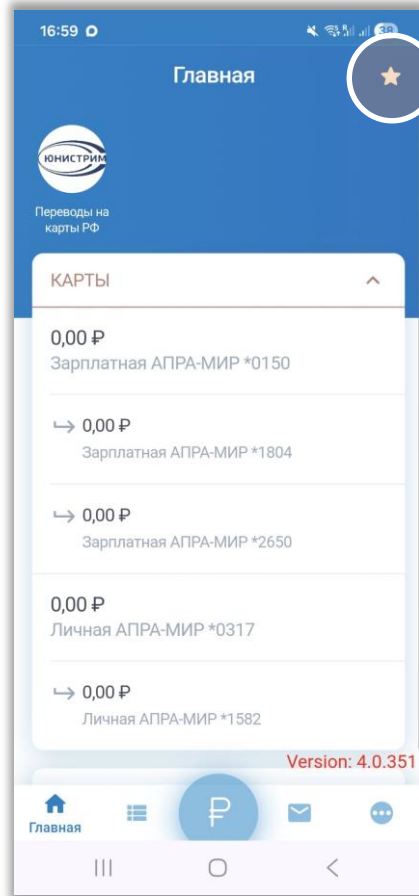 16:59
38
Главная
ЮНИСТРИМ
Переводы на
карты РФ
КАРТЫ
0,00 ₽
Зарплатная АПРА-МИР *0150
0,00 ₽
Зарплатная АПРА-МИР *1804
0,00 ₽
Зарплатная АПРА-МИР *2650
0,00 ₽
Личная АПРА-МИР *0317
0,00 ₽
Личная АПРА-МИР *1582
Version: 4.0.351
₽
Главная